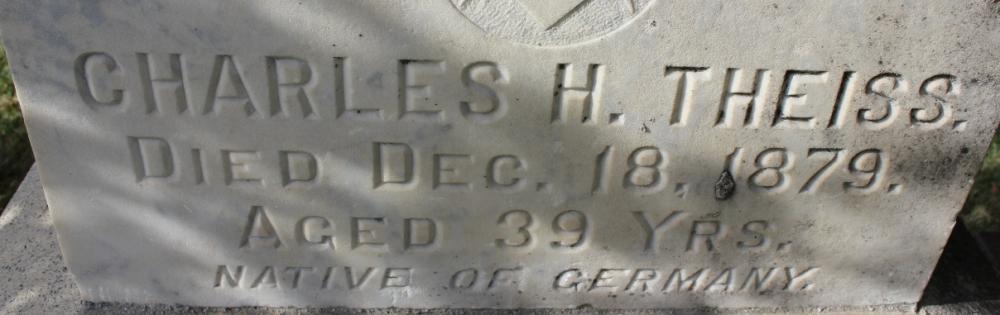 CHARLES H. THEISS.
DIED DEC. 18, 1879.
AGED 39 YRS.
NATIVE OF GERMANY.